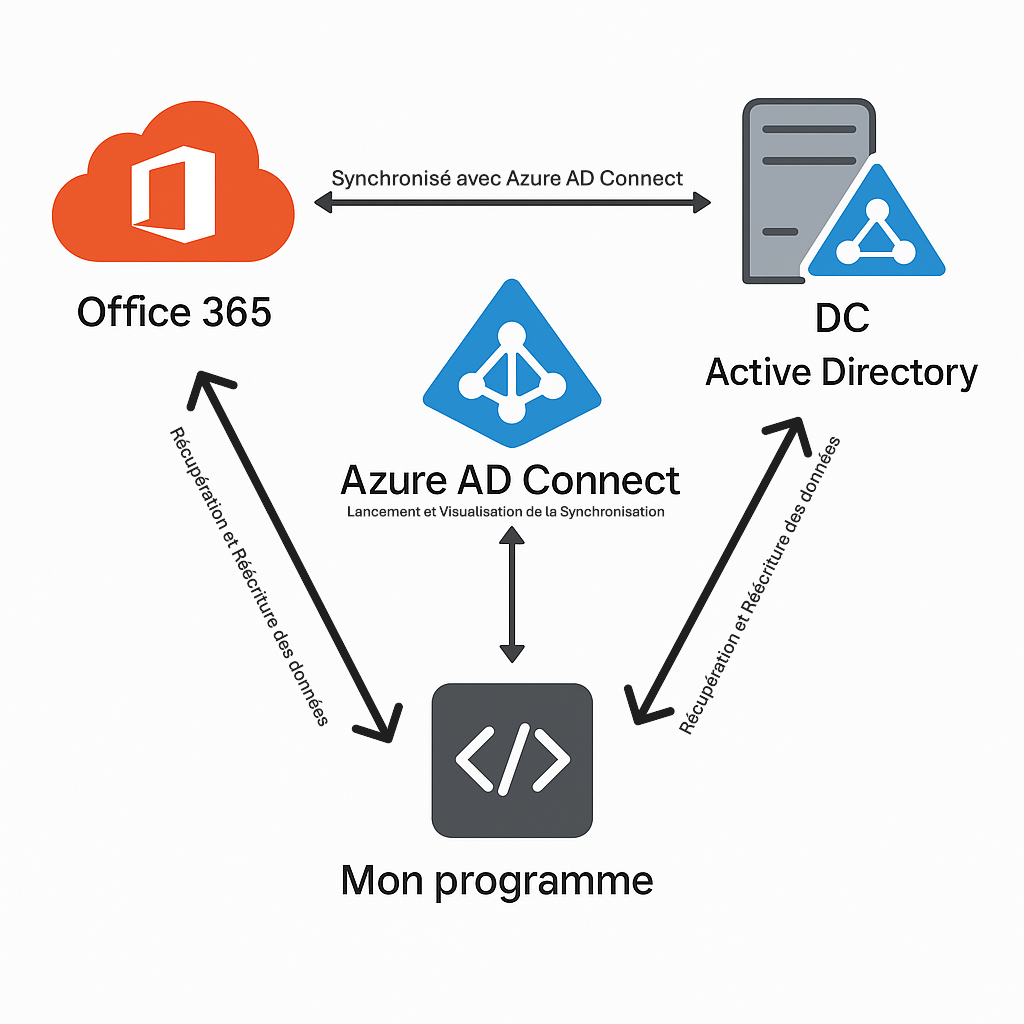 Synchronisé avec Azure AD Connect
Office 365
DC
Active Directory
Azure AD Connect
Lancement et Visualisation de la Synchronisation
Récupération et Réécriture des données
Récupération et Réécriture des données
</>
Mon programme